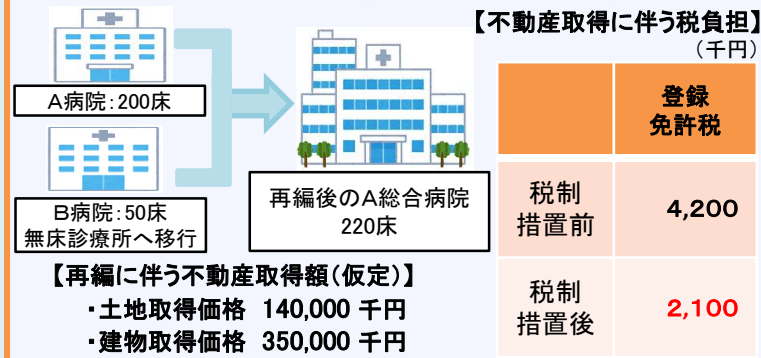 A病院：200床
B病院：50床
無床診療所へ移行
再編後のA総合病院
220床
【再編に伴う不動産取得額（仮定）】
・土地取得価格 140,000 千円
・建物取得価格 350,000 千円
【不動産取得に伴う税負担】
（千円）
登録
免許税
税制
措置前
4,200
税制
措置後
2,100